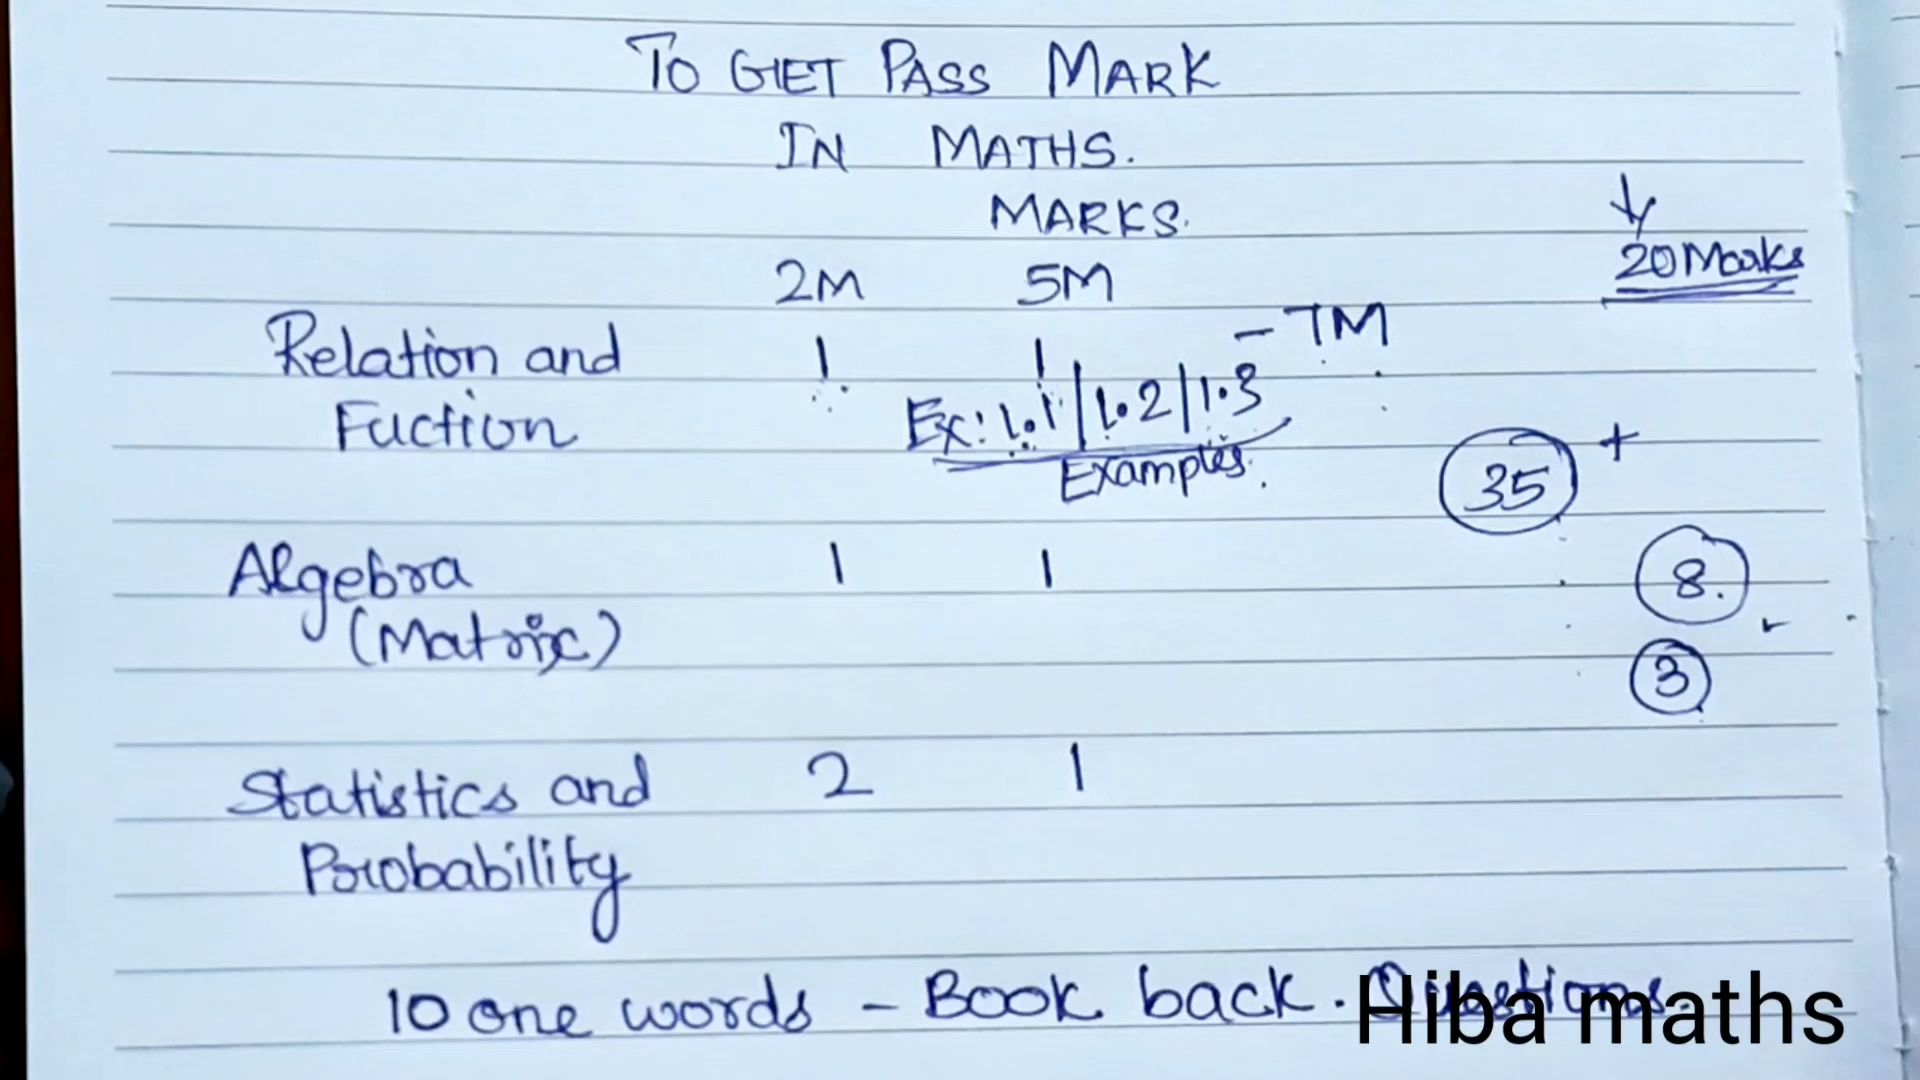 TO GET PASS MARK
IN MATHS.
MARKS.
20 Marks
2M 5M
- 7M
Relation and 1 1
Fuction
Ex: 1.1 | 1.2 | 1.3
Examples.
35 +
Algebra 1 1
8.
(Matrix)
3
Statistics and 2 1
Probability
10 one words - Book back. Questions.
Hiba maths